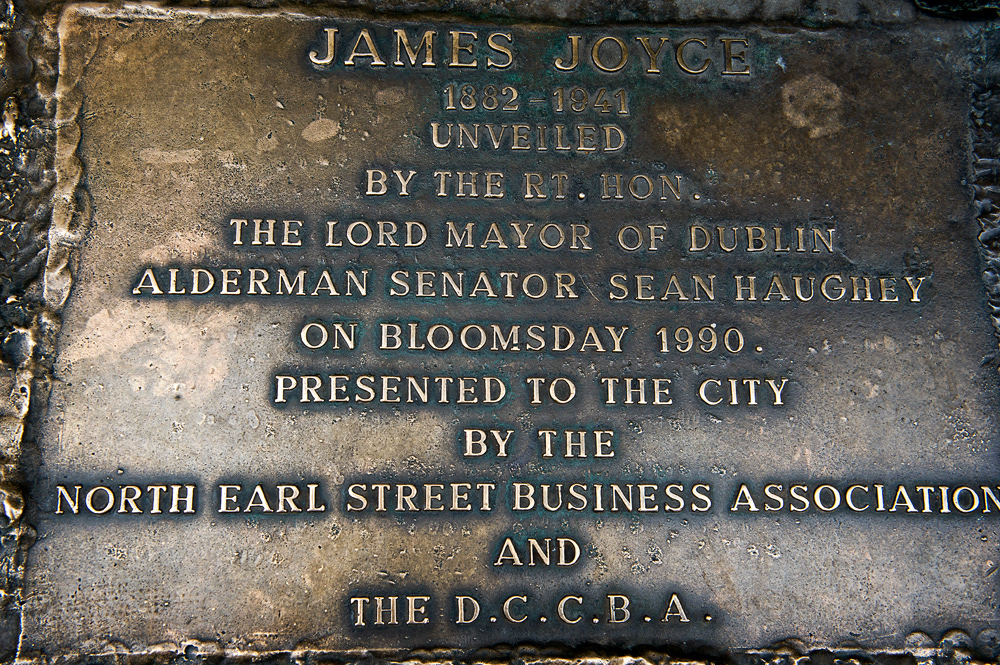 JAMES JOYCE
1882 - 1941
UNVEILED
BY THE RT. HON.
THE LORD MAYOR OF DUBLIN
ALDERMAN SENATOR SEAN HAUGHEY
ON BLOOMSDAY 1990.
PRESENTED TO THE CITY
BY THE
NORTH EARL STREET BUSINESS ASSOCIATION
AND
THE D.C.C.B.A.